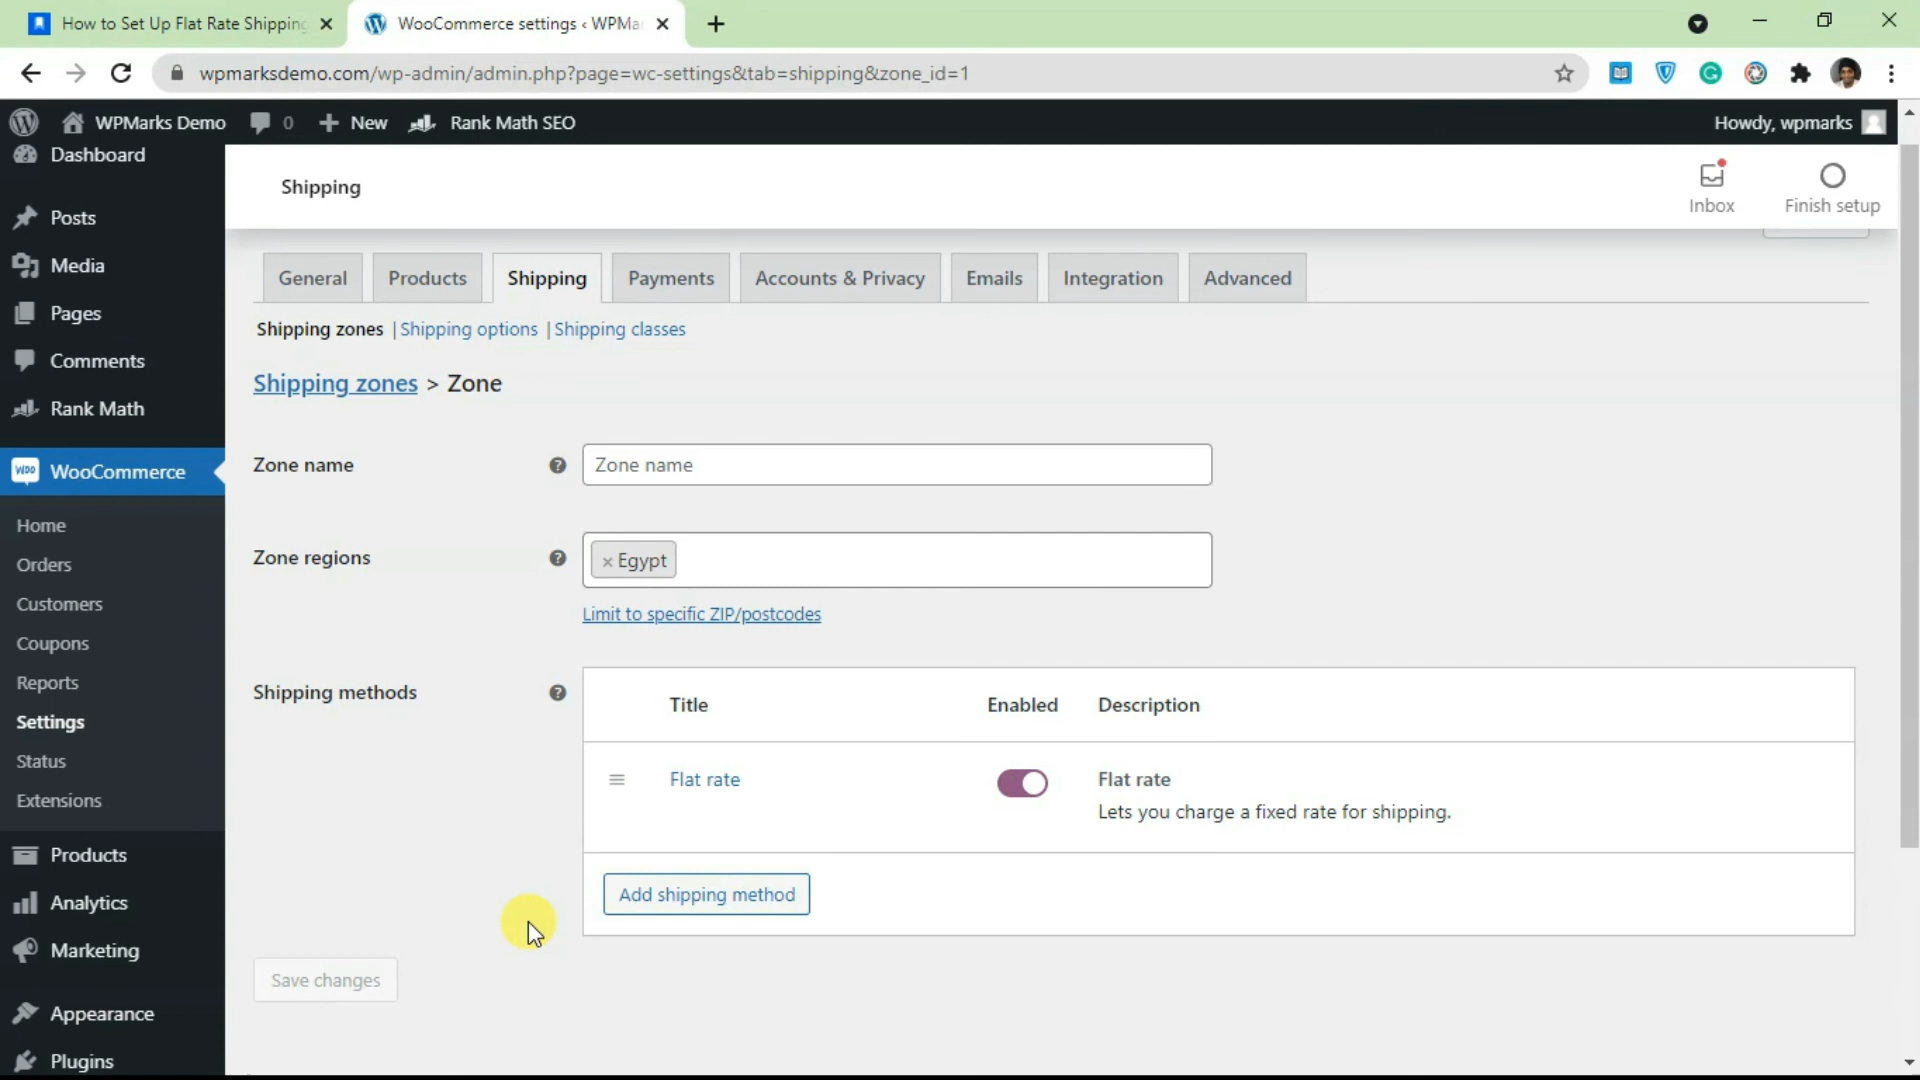 How to Set Up Flat Rate Shipping
WooCommerce settings ‹ WPMa
wpmarksdemo.com/wp-admin/admin.php?page=wc-settings&tab=shipping&zone_id=1
WPMarks Demo
0
New
Rank Math SEO
Howdy, wpmarks
Dashboard
Posts
Media
Pages
Comments
Rank Math
WooCommerce
Home
Orders
Customers
Coupons
Reports
Settings
Status
Extensions
Products
Analytics
Marketing
Appearance
Plugins
Shipping
Inbox
Finish setup
General
Products
Shipping
Payments
Accounts & Privacy
Emails
Integration
Advanced
Shipping zones | Shipping options | Shipping classes
Shipping zones > Zone
Zone name
Zone name
Zone regions
× Egypt
Limit to specific ZIP/postcodes
Shipping methods
Title
Enabled
Description
Flat rate
Flat rate
Lets you charge a fixed rate for shipping.
Add shipping method
Save changes